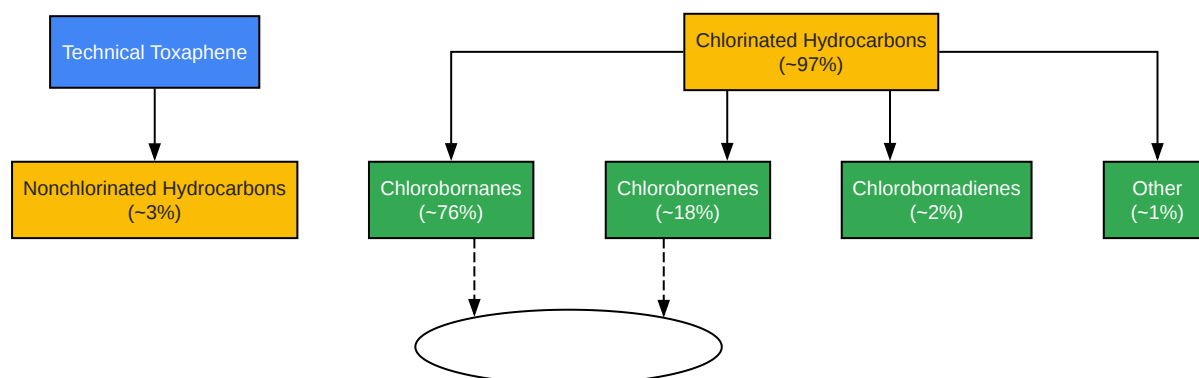 Technical Toxaphene
Chlorinated Hydrocarbons
(~97%)
Nonchlorinated Hydrocarbons
(~3%)
Chlorobornanes
(~76%)
Chlorobornenes
(~18%)
Chlorobornadienes
(~2%)
Other
(~1%)